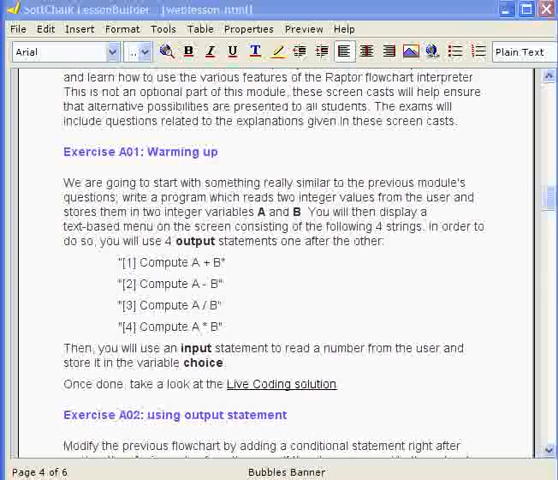 SoftChalk LessonBuilder - [weblesson.html]
File Edit Insert Format Tools Table Properties Preview Help
Arial ... B I U T Plain Text
and learn how to use the various features of the Raptor flowchart interpreter
This is not an optional part of this module, these screen casts will help ensure
that alternative possibilities are presented to all students. The exams will
include questions related to the explanations given in these screen casts.
Exercise A01: Warming up
We are going to start with something really similar to the previous module's
questions; write a program which reads two integer values from the user and
stores them in two integer variables A and B You will then display a
text-based menu on the screen consisting of the following 4 strings. In order to
do so, you will use 4 output statements one after the other:
"[1] Compute A + B"
"[2] Compute A - B"
"[3] Compute A / B"
"[4] Compute A * B"
Then, you will use an input statement to read a number from the user and
store it in the variable choice.
Once done, take a look at the Live Coding solution.
Exercise A02: using output statement
Modify the previous flowchart by adding a conditional statement right after
Page 4 of 6 Bubbles Banner